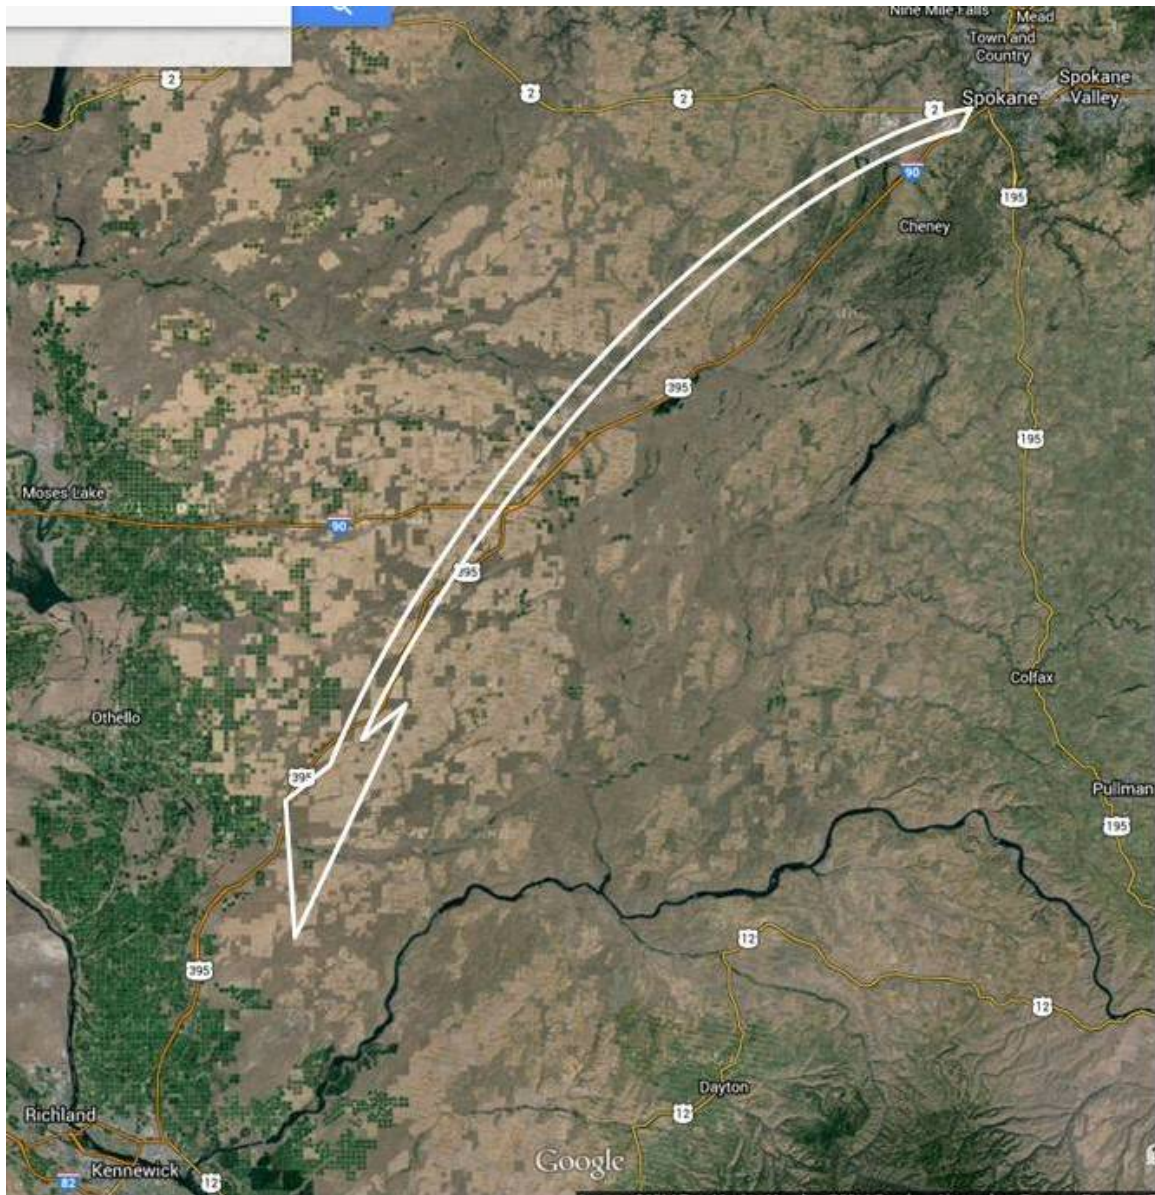 Nine Mile Falls
Mead
Town and
Country
2
2
2
2
Spokane
Spokane
Valley
90
195
Cheney
395
195
Moses Lake
90
395
Colfax
Othello
395
Pullman
195
12
395
12
Dayton
12
Richland
Kennewick
82
12
Google